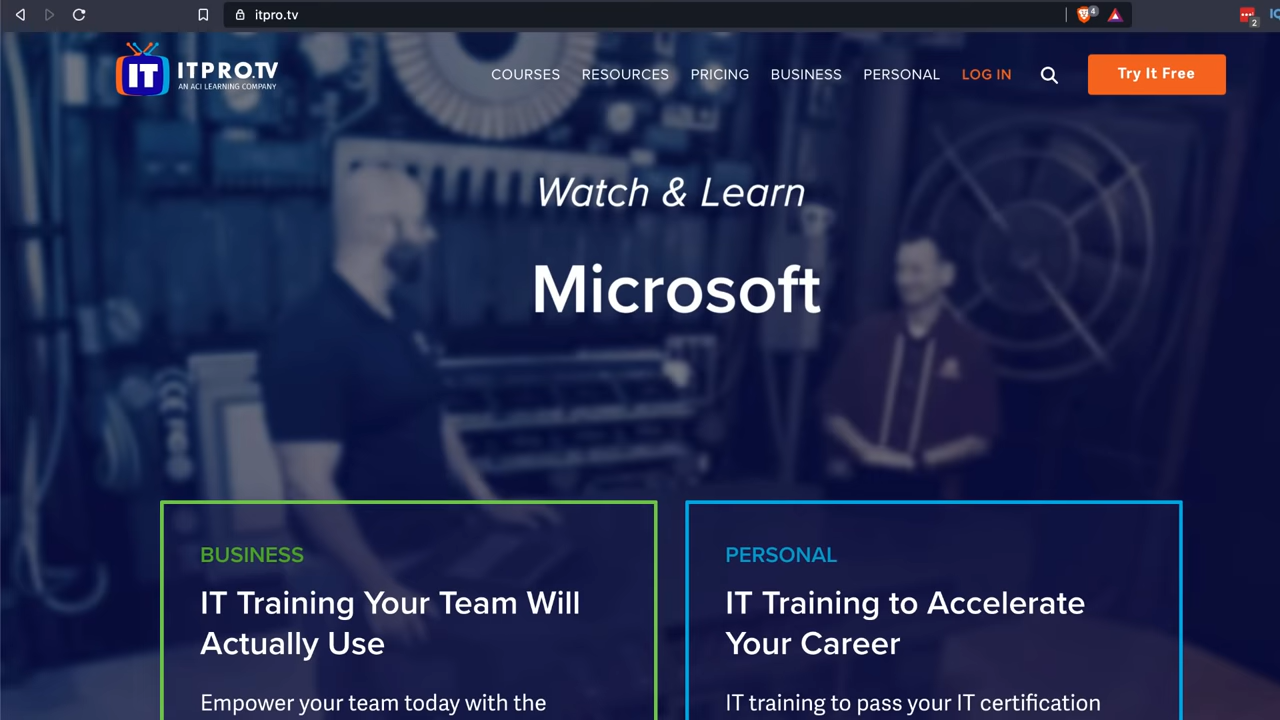 itpro.tv
4
2
IT
ITPRO.TV
AN ACI LEARNING COMPANY
COURSES RESOURCES PRICING BUSINESS PERSONAL LOG IN
Try It Free
Watch & Learn
Microsoft
BUSINESS
IT Training Your Team Will
Actually Use
Empower your team today with the
PERSONAL
IT Training to Accelerate
Your Career
IT training to pass your IT certification